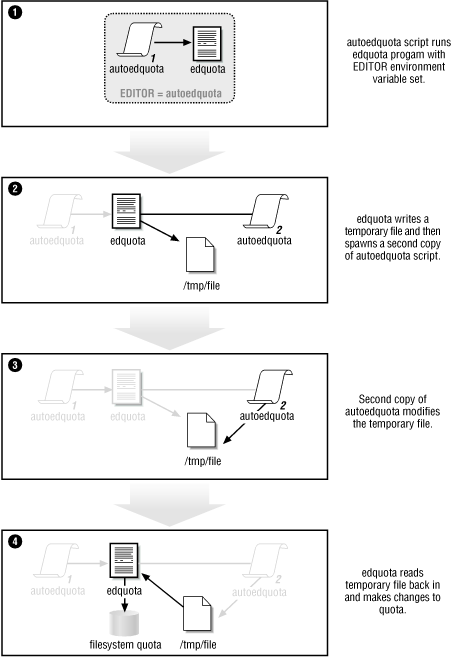 1
1
autoedquota
edquota
EDITOR = autoedquota
autoedquota script runs
edquota progam with
EDITOR environment
variable set.
2
1
autoedquota
edquota
2
autoedquota
/tmp/file
edquota writes a
temporary file and then
spawns a second copy
of autoedquota script.
3
1
autoedquota
edquota
2
autoedquota
/tmp/file
Second copy of
autoedquota modifies
the temporary file.
4
1
autoedquota
edquota
2
autoedquota
filesystem quota
/tmp/file
edquota reads
temporary file back in
and makes changes to
quota.